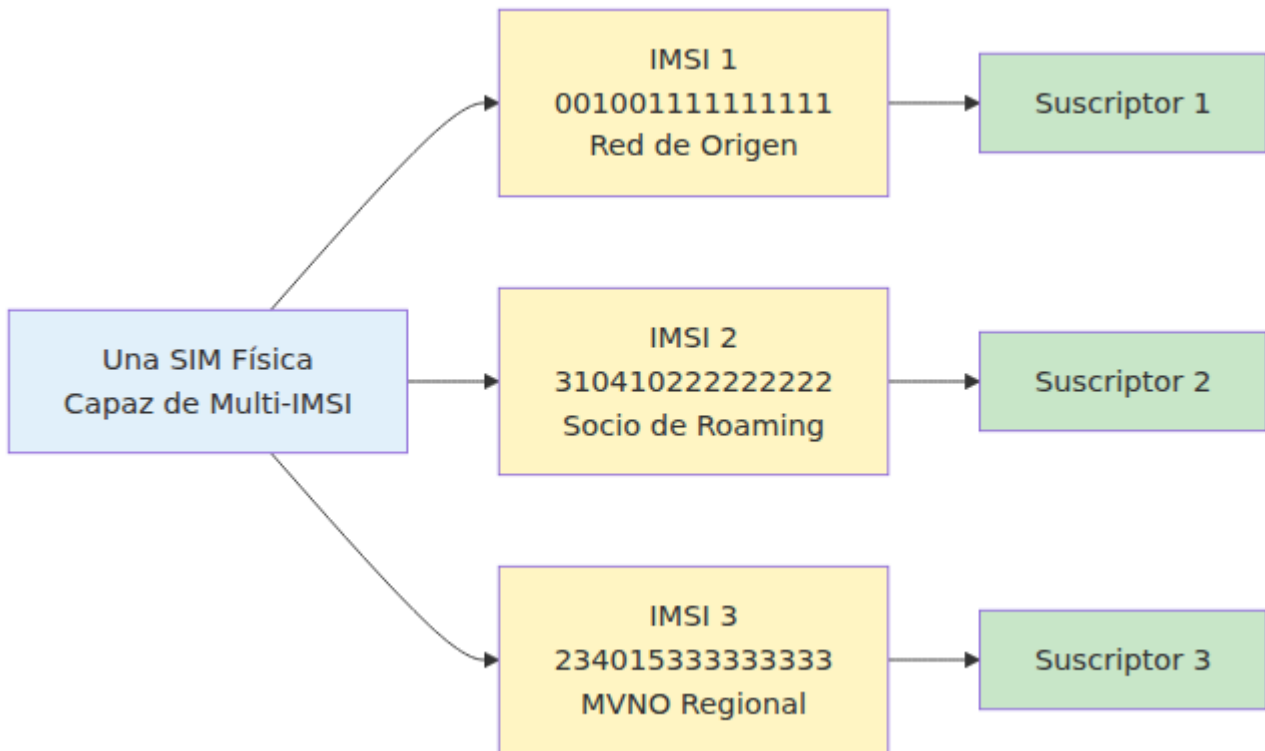 IMSI 1
001001111111111
Red de Origen
Suscriptor 1
Una SIM Física
Capaz de Multi-IMSI
IMSI 2
310410222222222
Socio de Roaming
Suscriptor 2
IMSI 3
234015333333333
MVNO Regional
Suscriptor 3